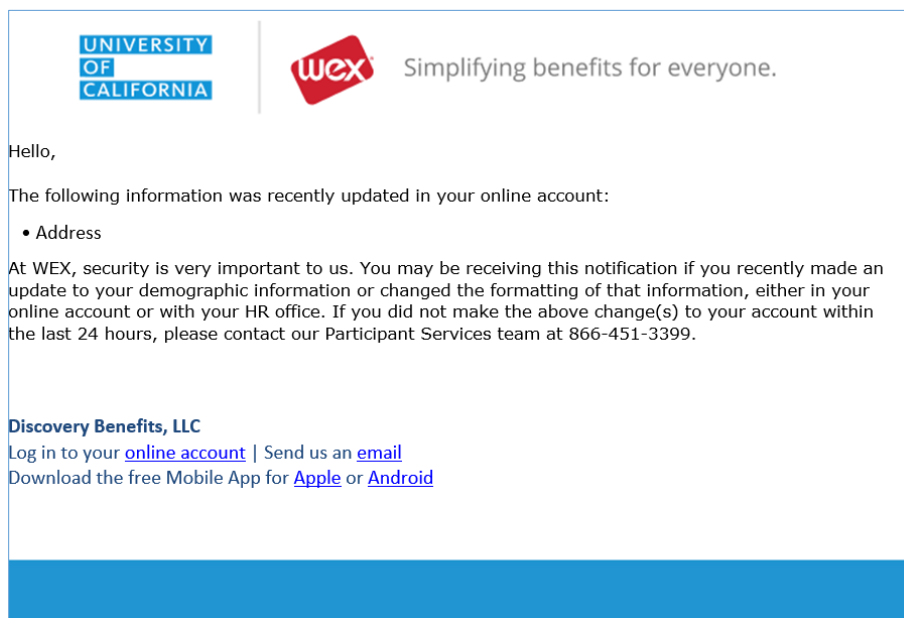 UNIVERSITY
OF
CALIFORNIA
wex Simplifying benefits for everyone.
Hello,
The following information was recently updated in your online account:
• Address
At WEX, security is very important to us. You may be receiving this notification if you recently made an
update to your demographic information or changed the formatting of that information, either in your
online account or with your HR office. If you did not make the above change(s) to your account within
the last 24 hours, please contact our Participant Services team at 866-451-3399.
Discovery Benefits, LLC
Log in to your online account | Send us an email
Download the free Mobile App for Apple or Android